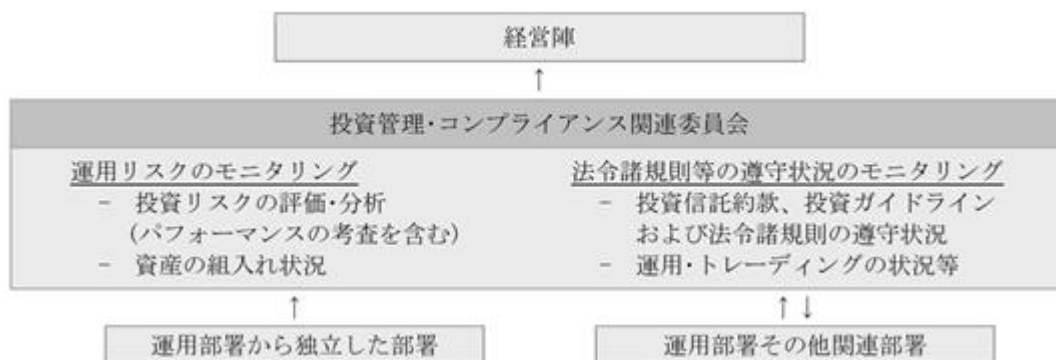 経営陣
↑
投資管理・コンプライアンス関連委員会
運用リスクのモニタリング
－ 投資リスクの評価・分析
(パフォーマンスの考査を含む)
－ 資産の組入れ状況
法令諸規則等の遵守状況のモニタリング
－ 投資信託約款、投資ガイドライン
および法令諸規則の遵守状況
－ 運用・トレーディングの状況等
↑
↑↓
運用部署から独立した部署
運用部署その他関連部署